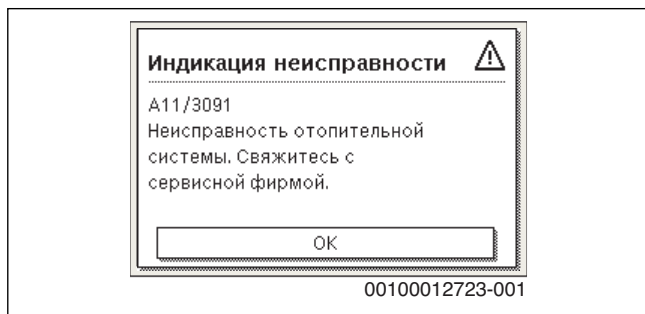 Индикация неисправности
A11/3091
Неисправность отопительной
системы. Свяжитесь с
сервисной фирмой.
OK
00100012723-001